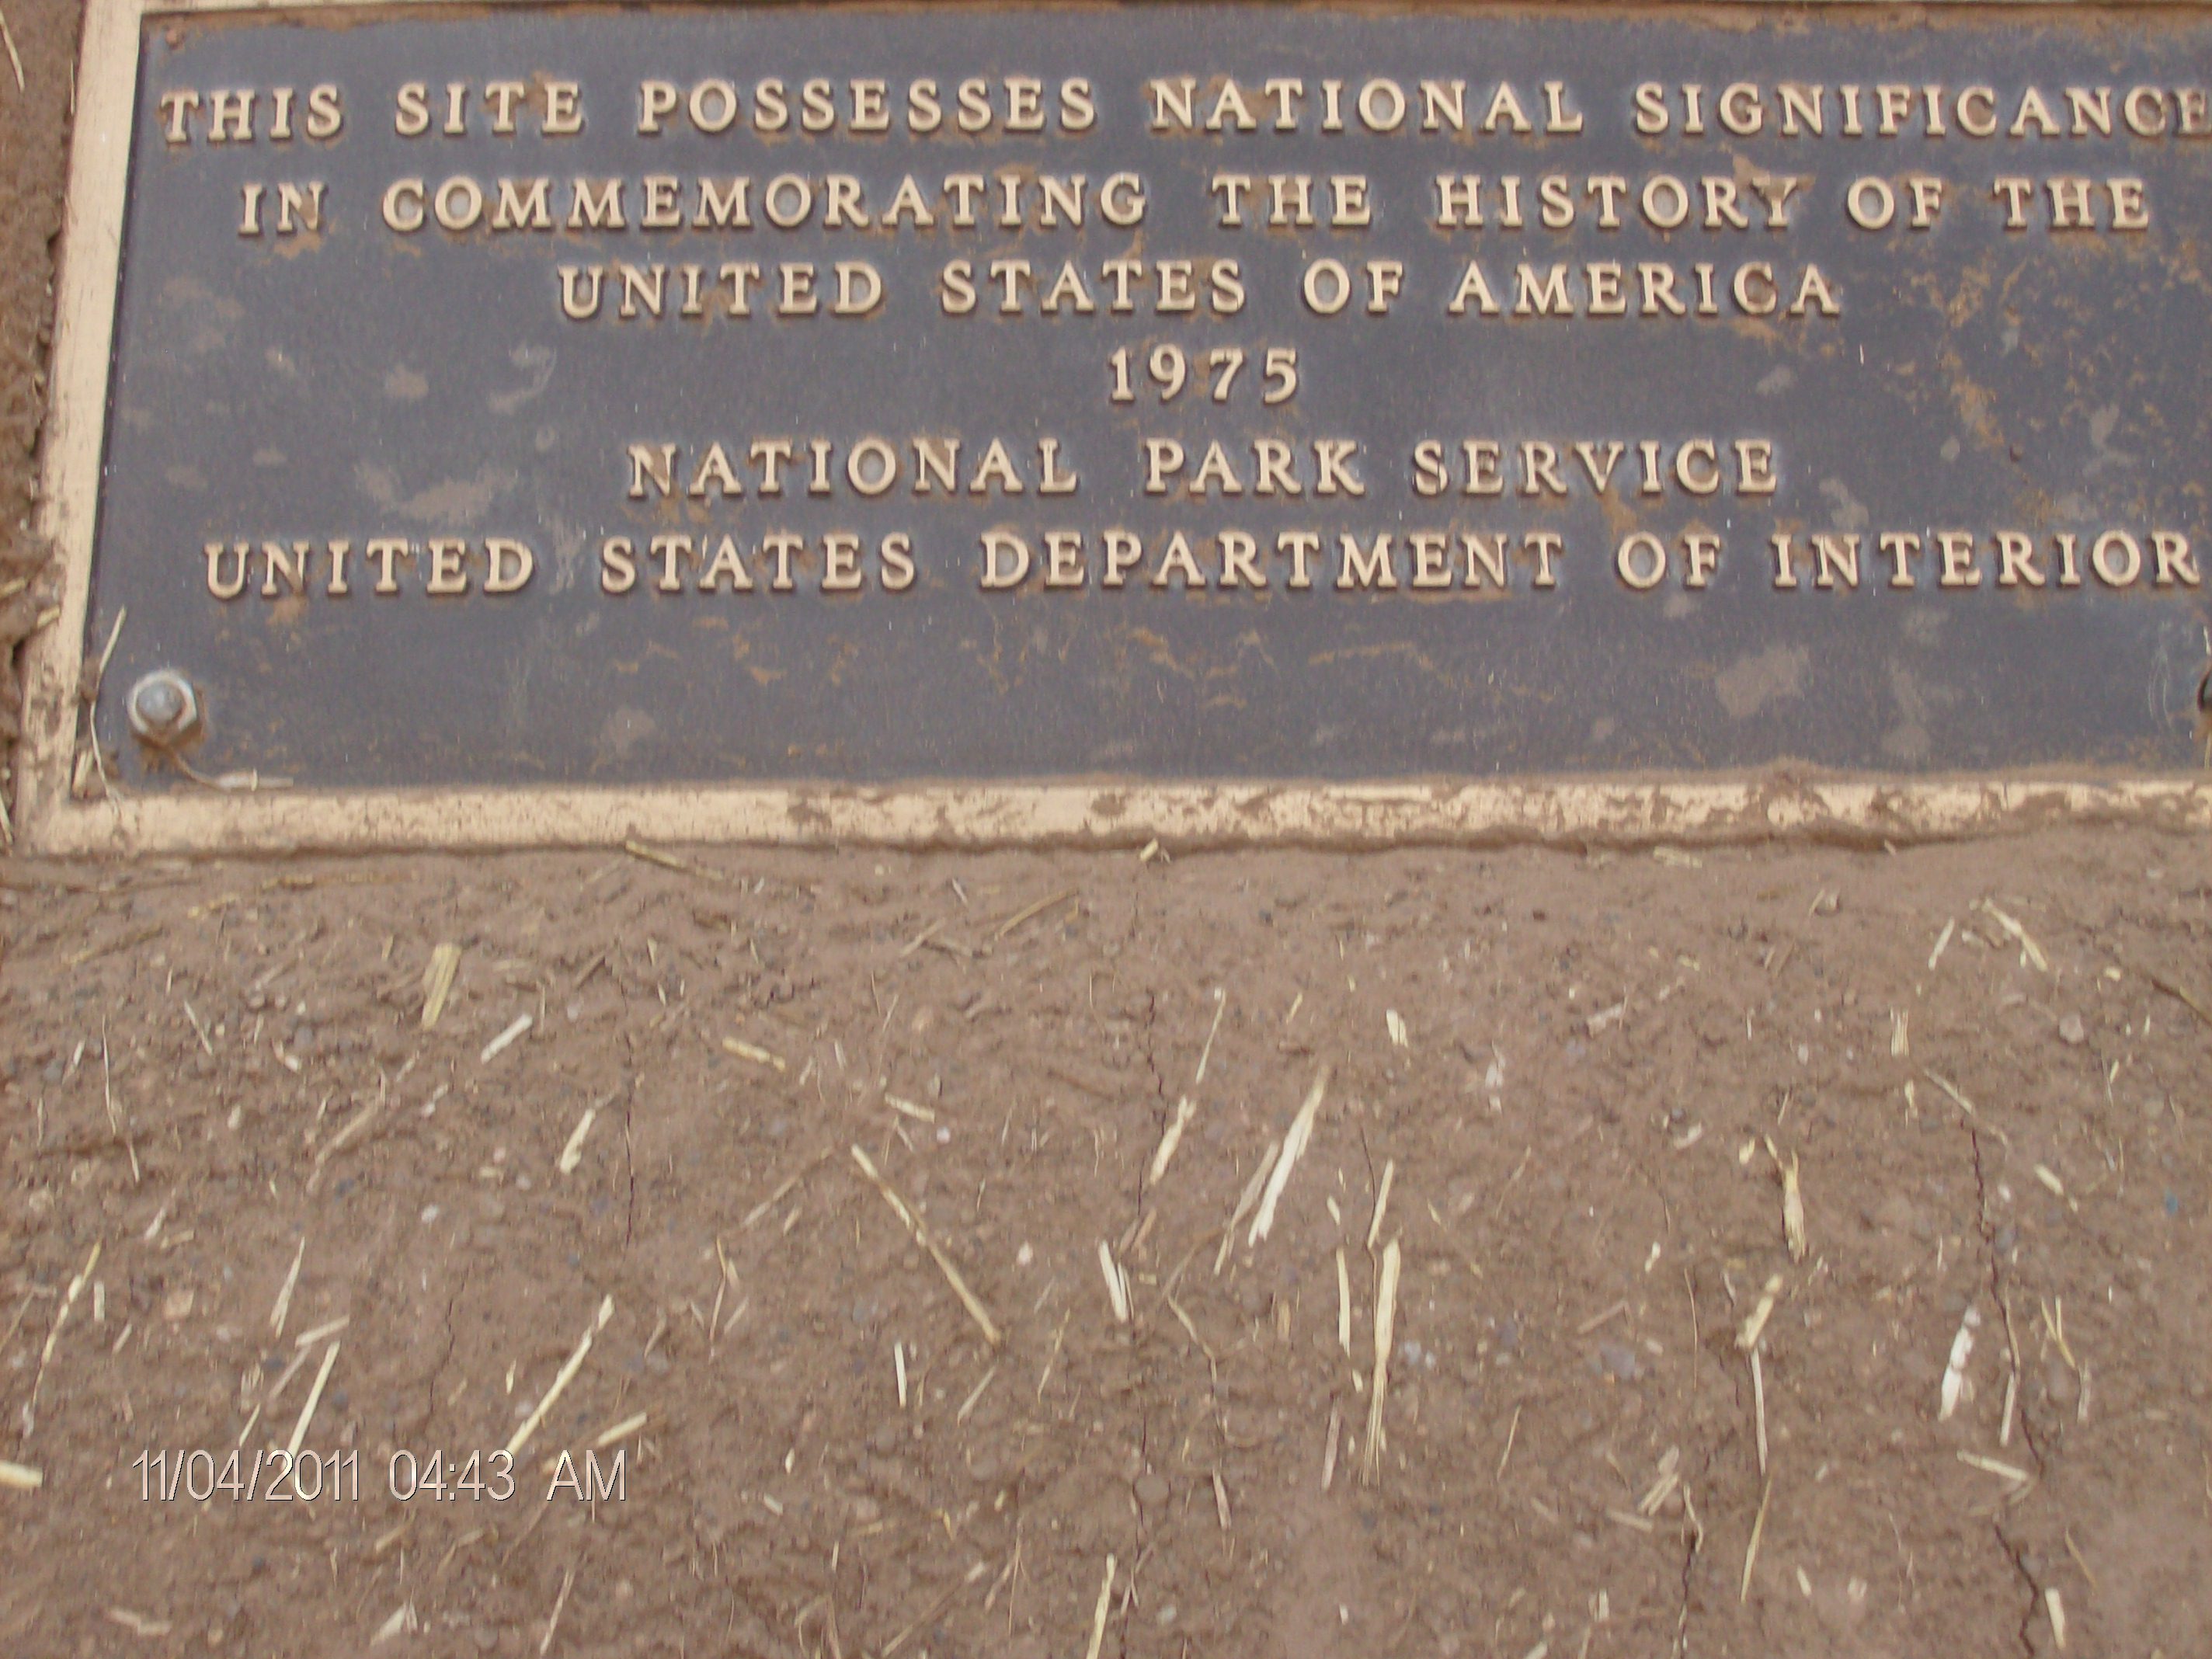 THIS SITE POSSESSES NATIONAL SIGNIFICANCE
IN COMMEMORATING THE HISTORY OF THE
UNITED STATES OF AMERICA
1975
NATIONAL PARK SERVICE
UNITED STATES DEPARTMENT OF INTERIOR
11/04/2011 04:43 AM